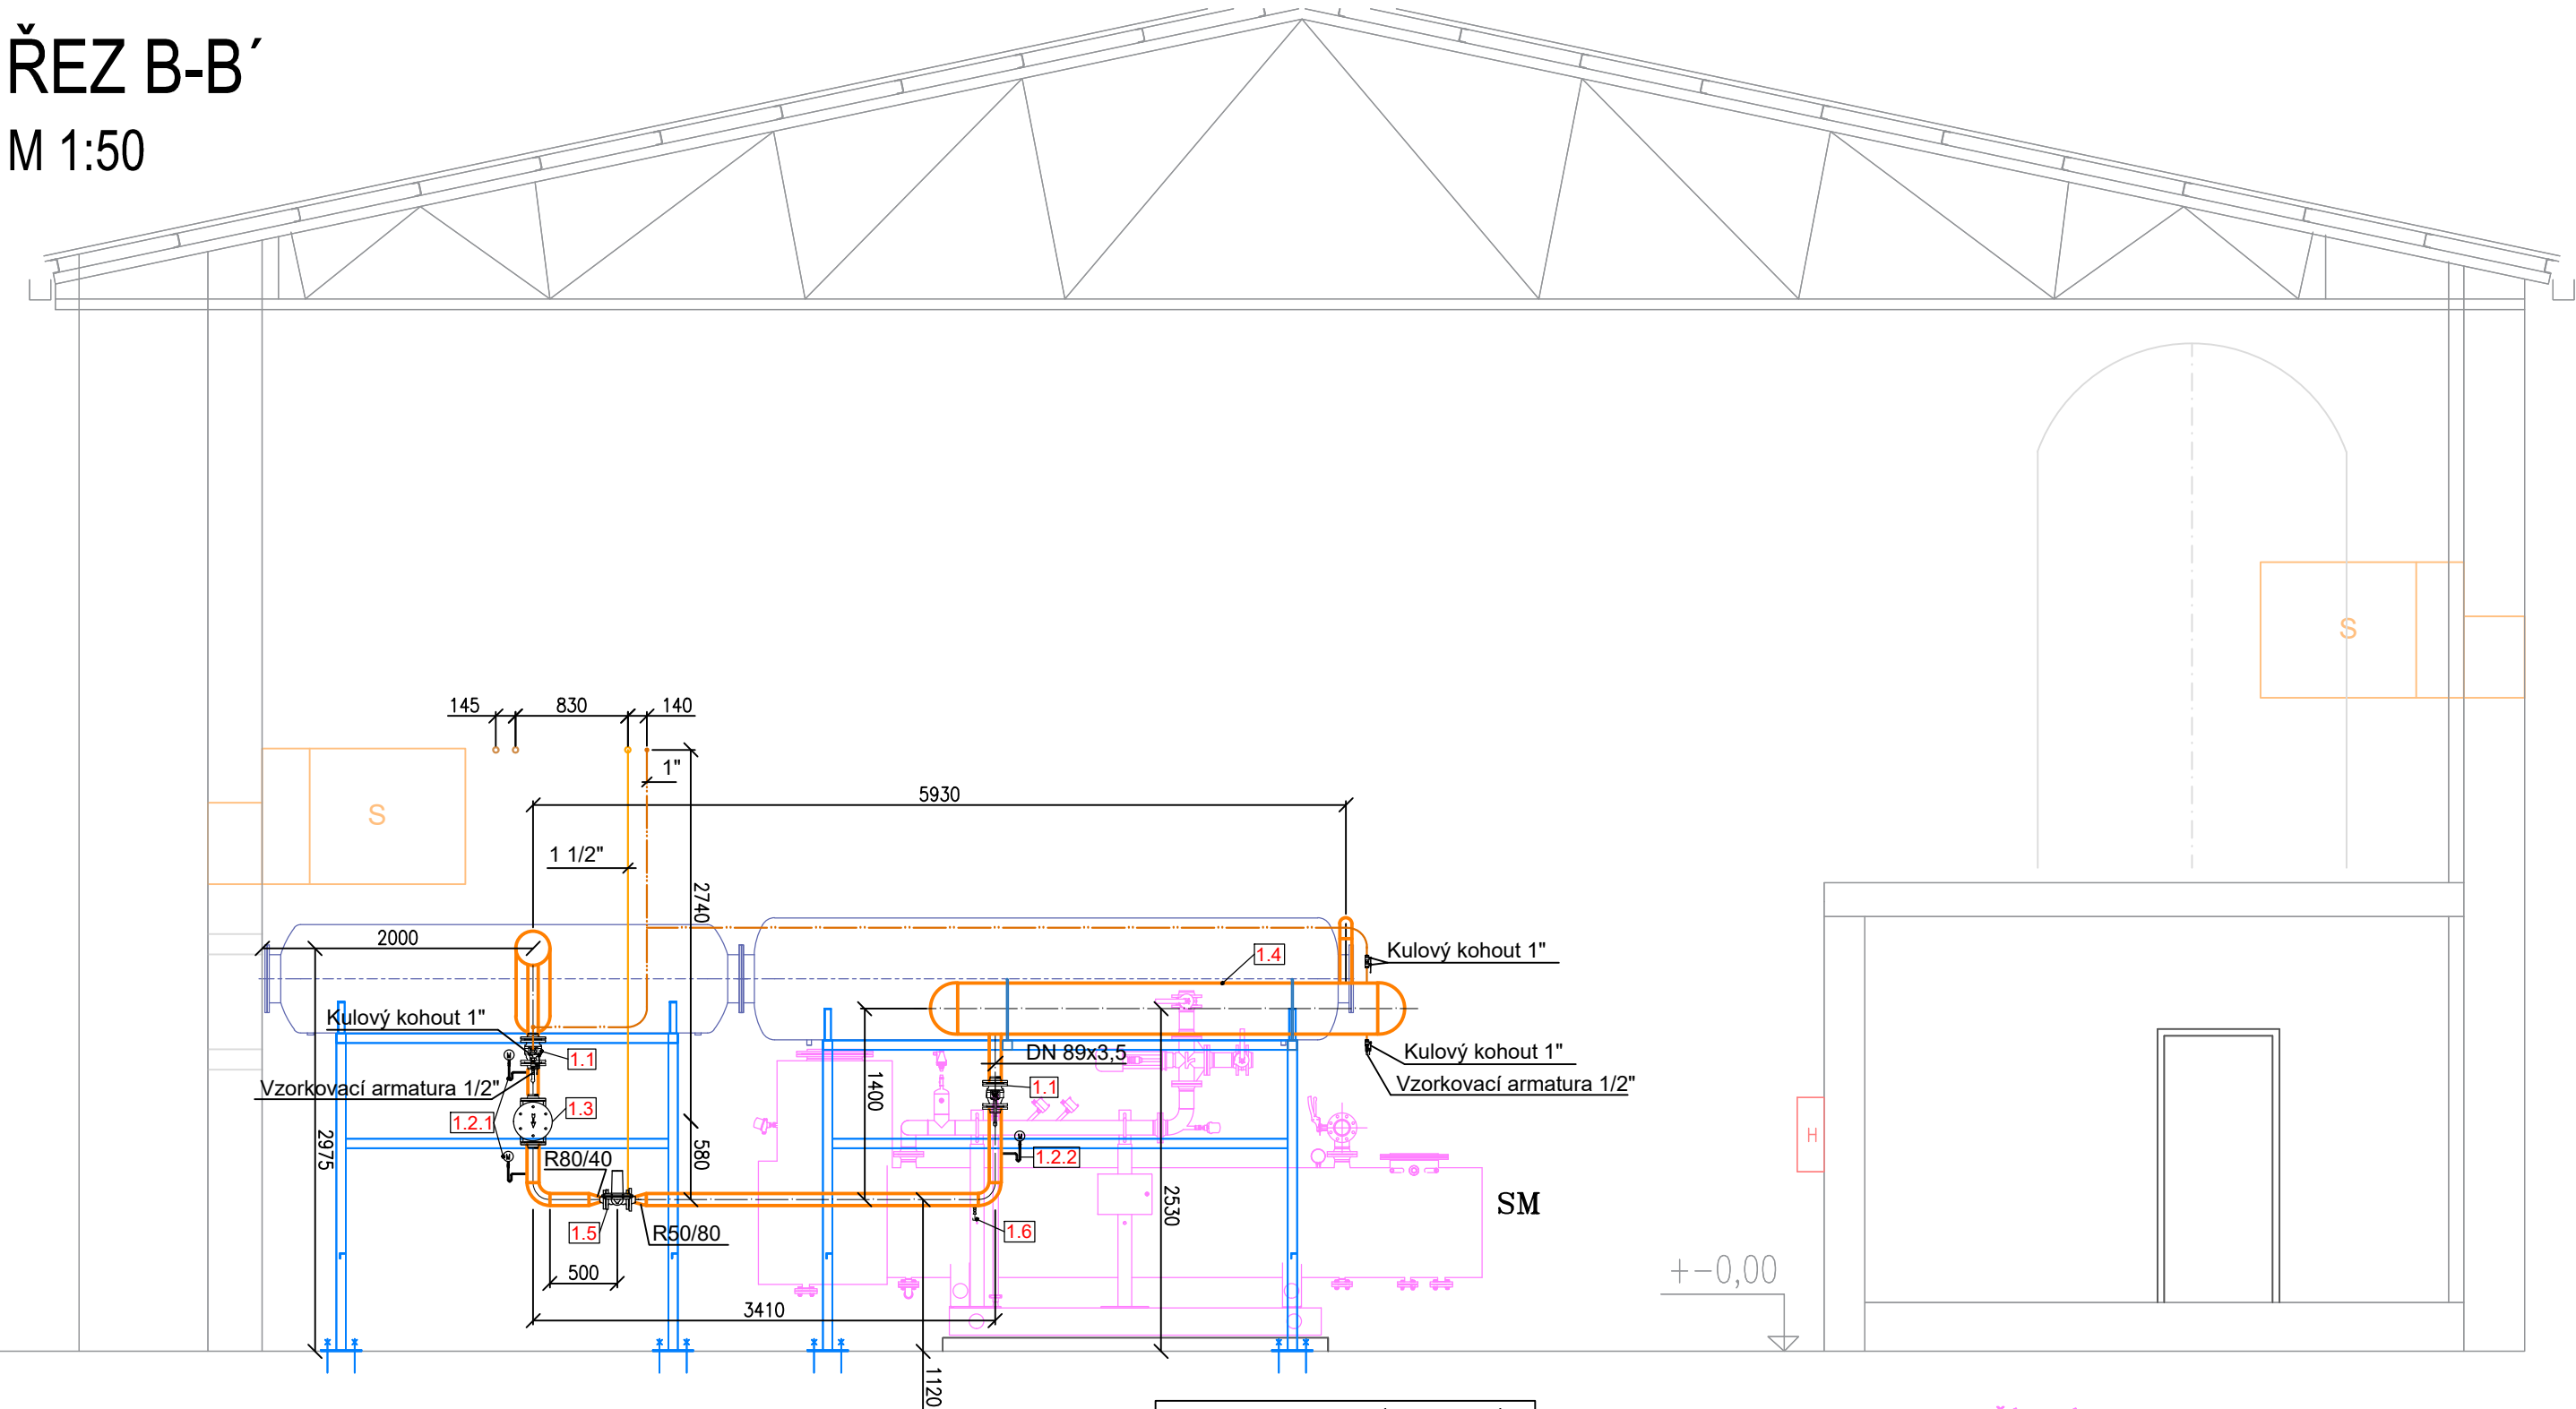 ŘEZ B-B´
M 1:50
145
830
140
1"
5930
S
S
1 1/2"
2740
2000
1.4
Kulový kohout 1"
Kulový kohout 1"
1.1
DN 89x3,5
Kulový kohout 1"
1.1
Vzorkovací armatura 1/2"
Vzorkovací armatura 1/2"
1400
1.3
1.2.1
H
2975
R80/40
580
1.2.2
2530
SM
1.5
R50/80
1.6
500
+-0,00
3410
1120